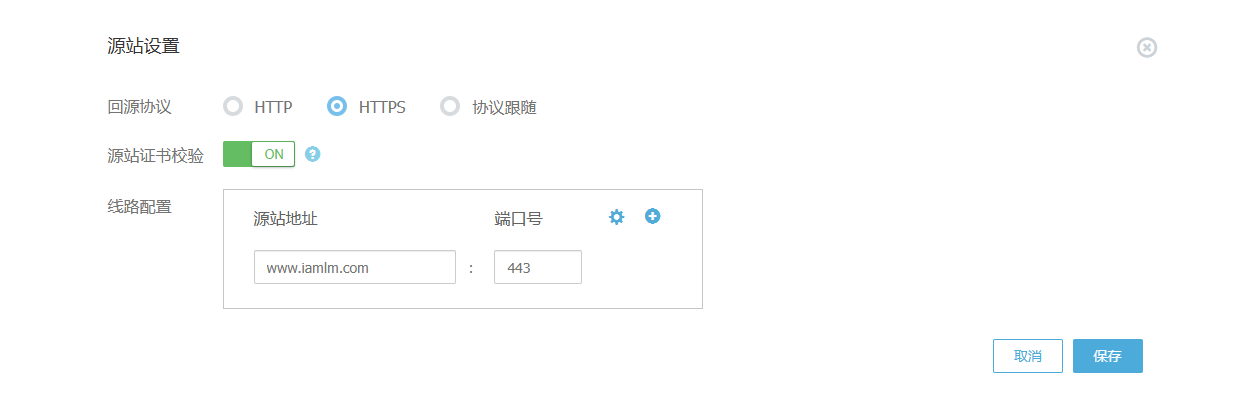 源站设置
回源协议 HTTP HTTPS 协议跟随
源站证书校验 ON ?
线路配置
源站地址 端口号
www.iamlm.com : 443
取消 保存